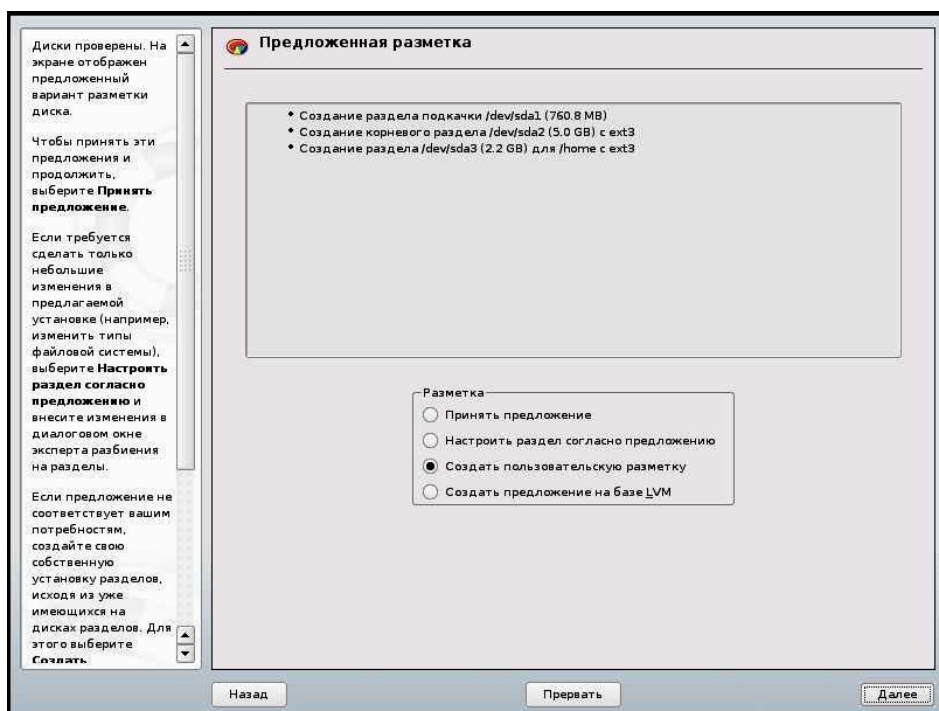 Диски проверены. На
экране отображен
предложенный
вариант разметки
диска.
Чтобы принять эти
предложения и
продолжить,
выберите Принять
предложение.
Если требуется
сделать только
небольшие
изменения в
предлагаемой
установке (например,
изменить типы
файловой системы),
выберите Настроить
раздел согласно
предложению и
внесите изменения в
диалоговом окне
эксперта разбиения
на разделы.
Если предложение не
соответствует вашим
потребностям,
создайте свою
собственную
установку разделов,
исходя из уже
имеющихся на
дисках разделов. Для
этого выберите
Создать
Предложенная разметка
Создание раздела подкачки /dev/sda1 (760.8 MB)
Создание корневого раздела /dev/sda2 (5.0 GB) с ext3
Создание раздела /dev/sda3 (2.2 GB) для /home с ext3
Разметка
Принять предложение
Настроить раздел согласно предложению
Создать пользовательскую разметку
Создать предложение на базе LVM
Назад
Прервать
Далее